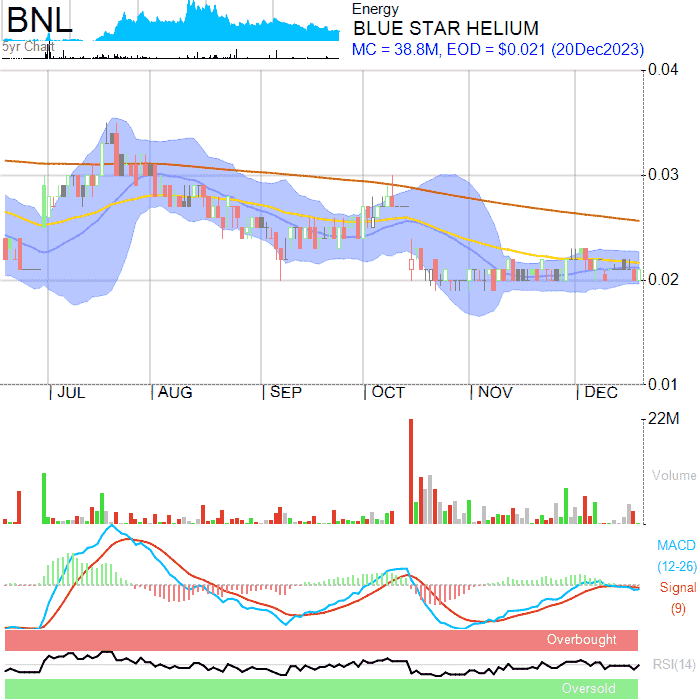 BNL
5yr Chart
Energy
BLUE STAR HELIUM
MC = 38.8M, EOD = $0.021 (20Dec2023)
0.04
0.03
0.02
0.01
JUL AUG SEP OCT NOV DEC
22M
Volume
MACD
(12-26)
Signal
(9)
Overbought
RSI(14)
Oversold